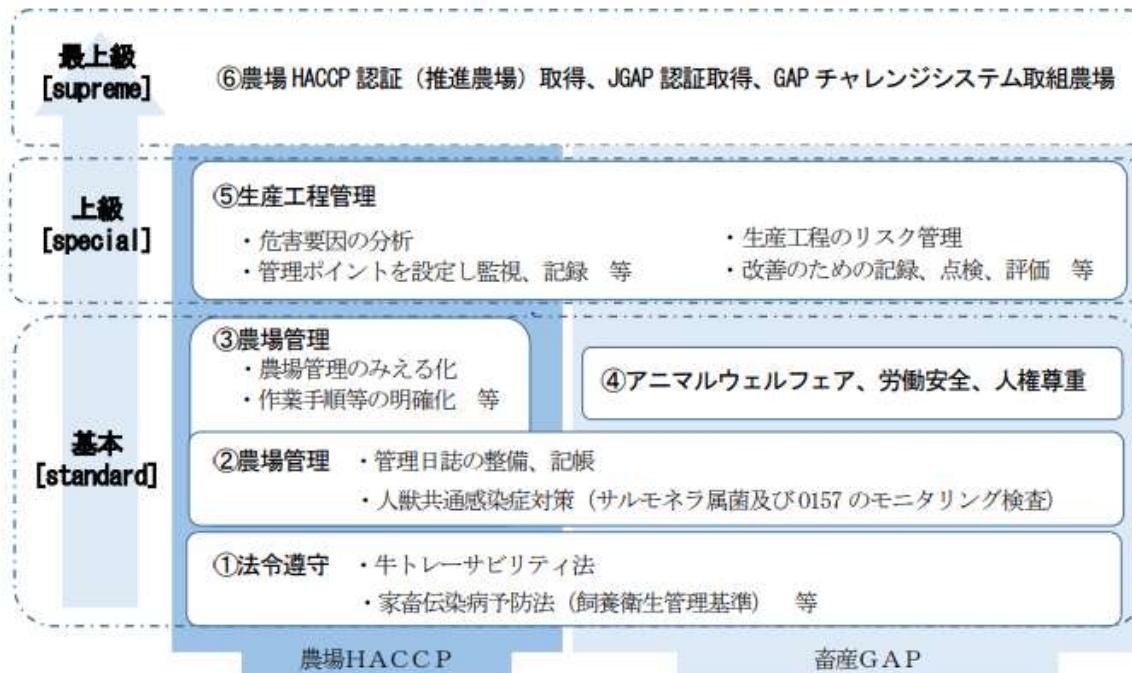 最上級
[supreme]
⑥農場HACCP認証（推進農場）取得、JGAP認証取得、GAPチャレンジシステム取組農場
上級
[special]
⑤生産工程管理
・危害要因の分析
・管理ポイントを設定し監視、記録　等
・生産工程のリスク管理
・改善のための記録、点検、評価　等
基本
[standard]
③農場管理
・農場管理のみえる化
・作業手順等の明確化　等
④アニマルウェルフェア、労働安全、人権尊重
②農場管理　・管理日誌の整備、記帳
・人獣共通感染症対策（サルモネラ属菌及びO157のモニタリング検査）
①法令遵守　・牛トレーサビリティ法
・家畜伝染病予防法（飼養衛生管理基準）　等
農場HACCP
畜産GAP